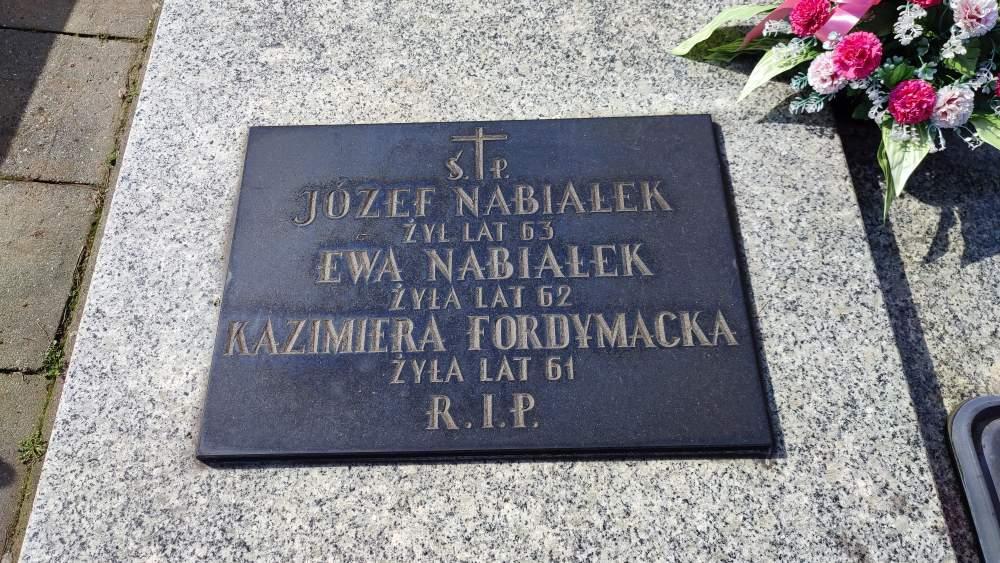 Ś. P.
JÓZEF NABIAŁEK
ŻYŁ LAT 63
EWA NABIAŁEK
ŻYŁA LAT 62
KAZIMIERA FORDYMACKA
ŻYŁA LAT 61
R.I.P.